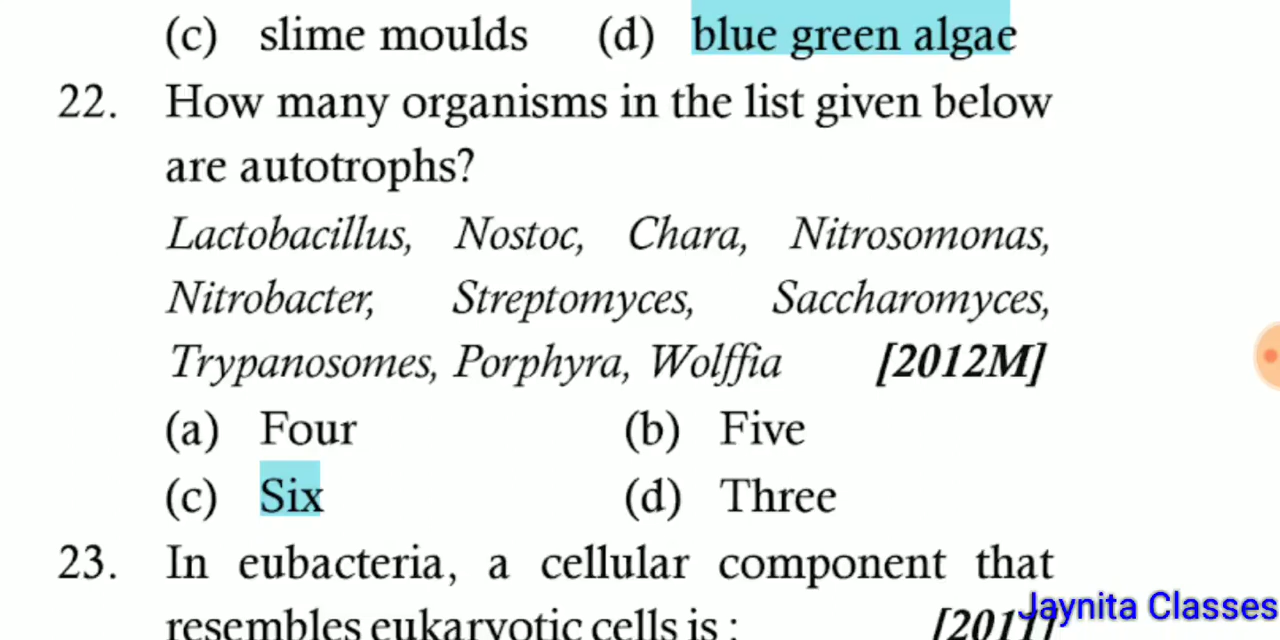 (c) slime moulds (d) blue green algae
22. How many organisms in the list given below
are autotrophs?
Lactobacillus, Nostoc, Chara, Nitrosomonas,
Nitrobacter, Streptomyces, Saccharomyces,
Trypanosomes, Porphyra, Wolffia [2012M]
(a) Four (b) Five
(c) Six (d) Three
23. In eubacteria, a cellular component that
resembles eukaryotic cells is :
Jaynita Classes